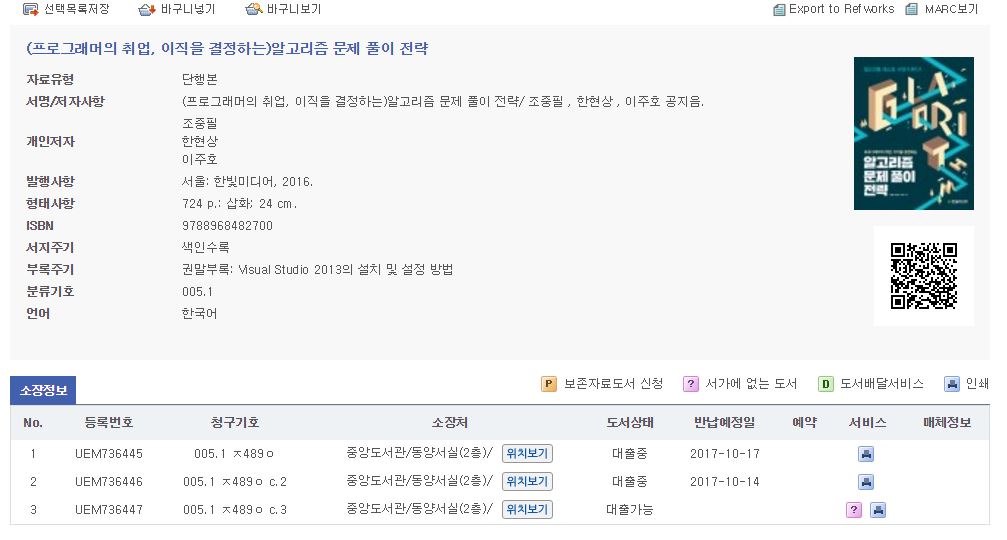 선택목록저장 바구니넣기 바구니보기 Export to Refworks MARC보기
(프로그래머의 취업, 이직을 결정하는)알고리즘 문제 풀이 전략
자료유형 단행본
서명/저자사항 (프로그래머의 취업, 이직을 결정하는)알고리즘 문제 풀이 전략/ 조중필 , 한현상 , 이주호 공지음.
개인저자 조중필
한현상
이주호
발행사항 서울: 한빛미디어, 2016.
형태사항 724 p.: 삽화; 24 cm.
ISBN 9788968482700
서지주기 색인수록
부록주기 권말부록: Visual Studio 2013의 설치 및 설정 방법
분류기호 005.1
언어 한국어
알고리즘
문제 풀이
전략
소장정보 P 보존자료도서 신청 ? 서가에 없는 도서 D 도서배달서비스 인쇄
No. 등록번호 청구기호 소장처 도서상태 반납예정일 예약 서비스 매체정보
1 UEM736445 005.1 ㅈ489ㅇ 중앙도서관/동양서실(2층)/ 위치보기 대출중 2017-10-17
2 UEM736446 005.1 ㅈ489ㅇ c.2 중앙도서관/동양서실(2층)/ 위치보기 대출중 2017-10-14
3 UEM736447 005.1 ㅈ489ㅇ c.3 중앙도서관/동양서실(2층)/ 위치보기 대출가능 ?